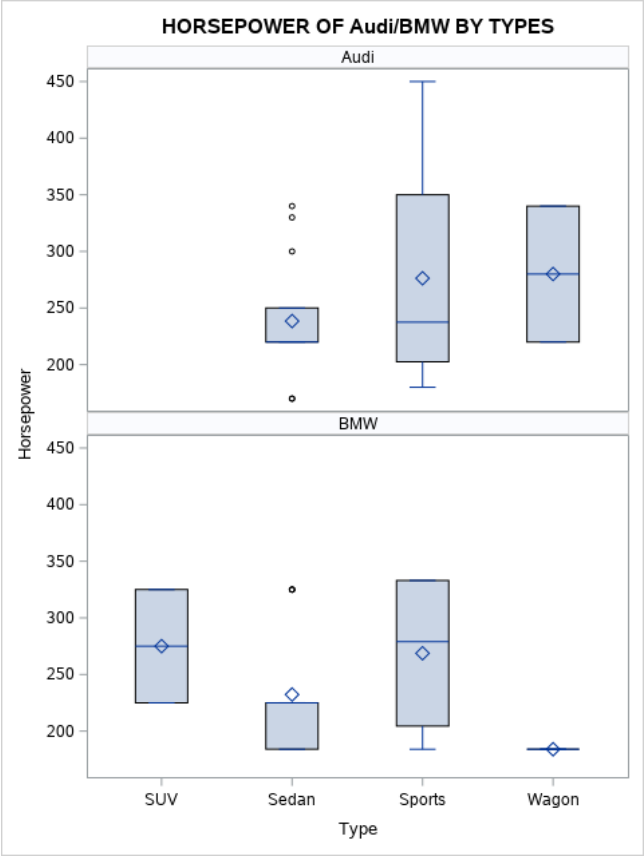 HORSEPOWER OF Audi/BMW BY TYPES
Audi
450
400
350
300
250
200
Horsepower
BMW
450
400
350
300
250
200
SUV Sedan Sports Wagon
Type